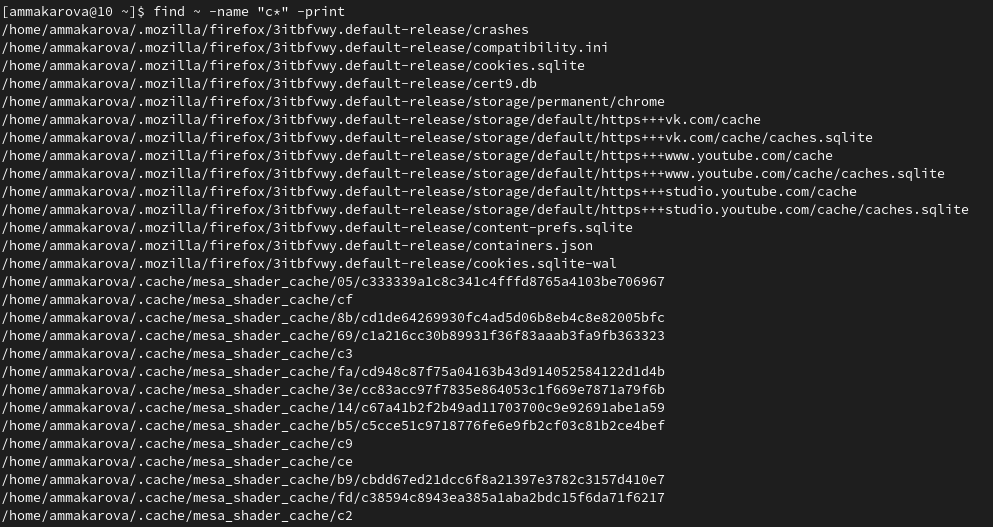 [ammakarova@10 ~]$ find ~ -name "c*" -print
/home/ammakarova/.mozilla/firefox/3itbfvwy.default-release/crashes
/home/ammakarova/.mozilla/firefox/3itbfvwy.default-release/compatibility.ini
/home/ammakarova/.mozilla/firefox/3itbfvwy.default-release/cookies.sqlite
/home/ammakarova/.mozilla/firefox/3itbfvwy.default-release/cert9.db
/home/ammakarova/.mozilla/firefox/3itbfvwy.default-release/storage/permanent/chrome
/home/ammakarova/.mozilla/firefox/3itbfvwy.default-release/storage/default/https+++vk.com/cache
/home/ammakarova/.mozilla/firefox/3itbfvwy.default-release/storage/default/https+++vk.com/cache/caches.sqlite
/home/ammakarova/.mozilla/firefox/3itbfvwy.default-release/storage/default/https+++www.youtube.com/cache
/home/ammakarova/.mozilla/firefox/3itbfvwy.default-release/storage/default/https+++www.youtube.com/cache/caches.sqlite
/home/ammakarova/.mozilla/firefox/3itbfvwy.default-release/storage/default/https+++studio.youtube.com/cache
/home/ammakarova/.mozilla/firefox/3itbfvwy.default-release/storage/default/https+++studio.youtube.com/cache/caches.sqlite
/home/ammakarova/.mozilla/firefox/3itbfvwy.default-release/content-prefs.sqlite
/home/ammakarova/.mozilla/firefox/3itbfvwy.default-release/containers.json
/home/ammakarova/.mozilla/firefox/3itbfvwy.default-release/cookies.sqlite-wal
/home/ammakarova/.cache/mesa_shader_cache/05/c333339a1c8c341c4fffd8765a4103be706967
/home/ammakarova/.cache/mesa_shader_cache/cf
/home/ammakarova/.cache/mesa_shader_cache/8b/cd1de64269930fc4ad5d06b8eb4c8e82005bfc
/home/ammakarova/.cache/mesa_shader_cache/69/c1a216cc30b89931f36f83aaab3fa9fb363323
/home/ammakarova/.cache/mesa_shader_cache/c3
/home/ammakarova/.cache/mesa_shader_cache/fa/cd948c87f75a04163b43d914052584122d1d4b
/home/ammakarova/.cache/mesa_shader_cache/3e/cc83acc97f7835e864053c1f669e7871a79f6b
/home/ammakarova/.cache/mesa_shader_cache/14/c67a41b2f2b49ad11703700c9e92691abe1a59
/home/ammakarova/.cache/mesa_shader_cache/b5/c5cce51c9718776fe6e9fb2cf03c81b2ce4bef
/home/ammakarova/.cache/mesa_shader_cache/c9
/home/ammakarova/.cache/mesa_shader_cache/ce
/home/ammakarova/.cache/mesa_shader_cache/b9/cbdd67ed21dcc6f8a21397e3782c3157d410e7
/home/ammakarova/.cache/mesa_shader_cache/fd/c38594c8943ea385a1aba2bdc15f6da71f6217
/home/ammakarova/.cache/mesa_shader_cache/c2